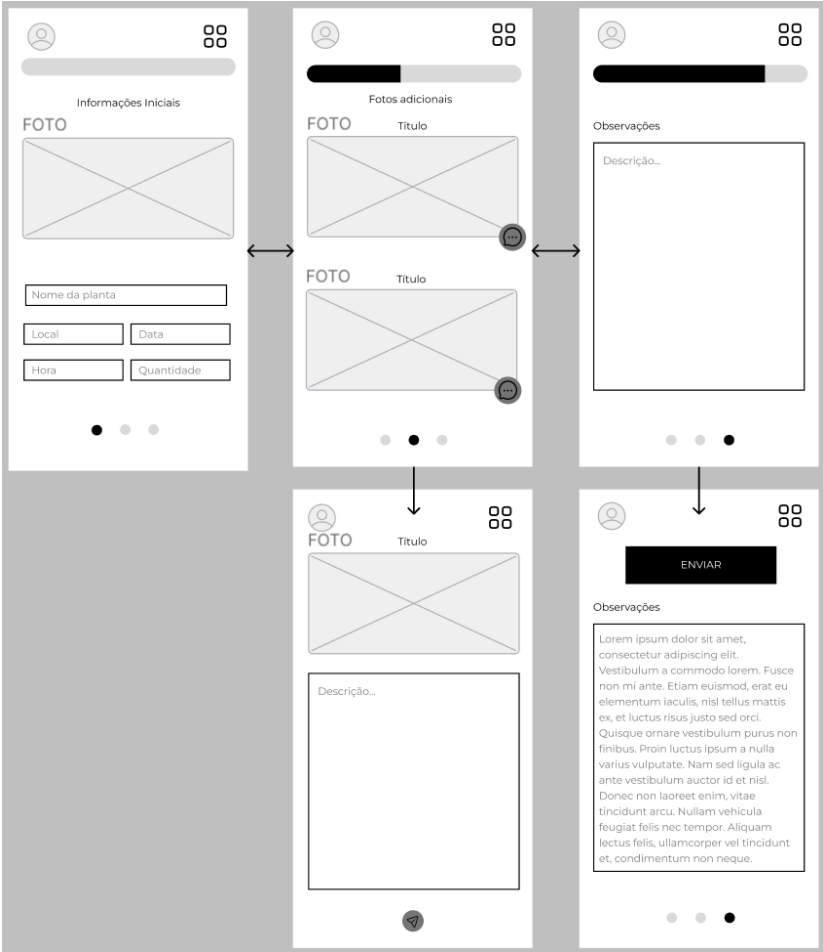 Informações Iniciais
FOTO
Nome da planta
Local
Data
Hora
Quantidade
Fotos adicionais
FOTO
Título
FOTO
Título
Observações
Descrição...
FOTO
Título
Descrição...
ENVIAR
Observações
Lorem ipsum dolor sit amet,
consectetur adipiscing elit.
Vestibulum a commodo lorem. Fusce
non mi ante. Etiam euismod, erat eu
elementum iaculis, nisl tellus mattis
ex, et luctus risus justo sed orci.
Quisque ornare vestibulum purus non
finibus. Proin luctus ipsum a nulla
varius vulputate. Nam sed ligula ac
ante vestibulum auctor id et nisl.
Donec non laoreet enim, vitae
tincidunt arcu. Nullam vehicula
feugiat felis nec tempor. Aliquam
lectus felis, ullamcorper vel tincidunt
et, condimentum non neque.